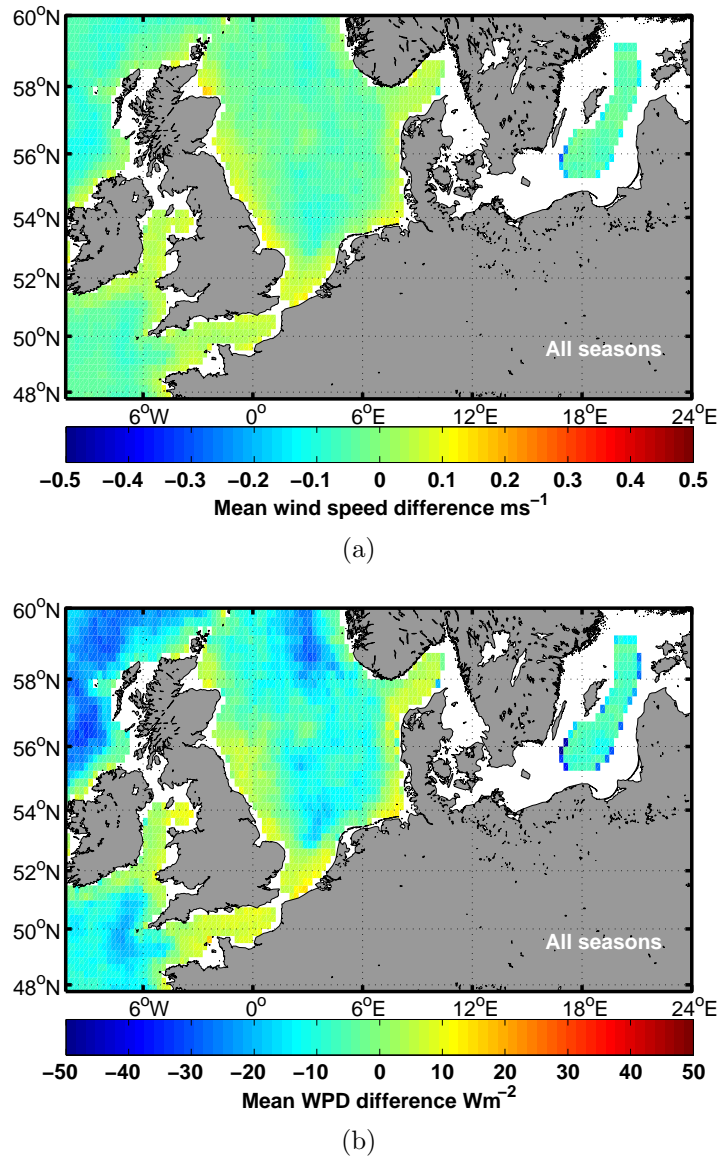 60°N
58°N
56°N
54°N
52°N
50°N
48°N
All seasons
6°W 0° 6°E 12°E 18°E 24°E
−0.5 −0.4 −0.3 −0.2 −0.1 0 0.1 0.2 0.3 0.4 0.5
Mean wind speed difference ms⁻¹
(a)
60°N
58°N
56°N
54°N
52°N
50°N
48°N
All seasons
6°W 0° 6°E 12°E 18°E 24°E
−50 −40 −30 −20 −10 0 10 20 30 40 50
Mean WPD difference Wm⁻²
(b)